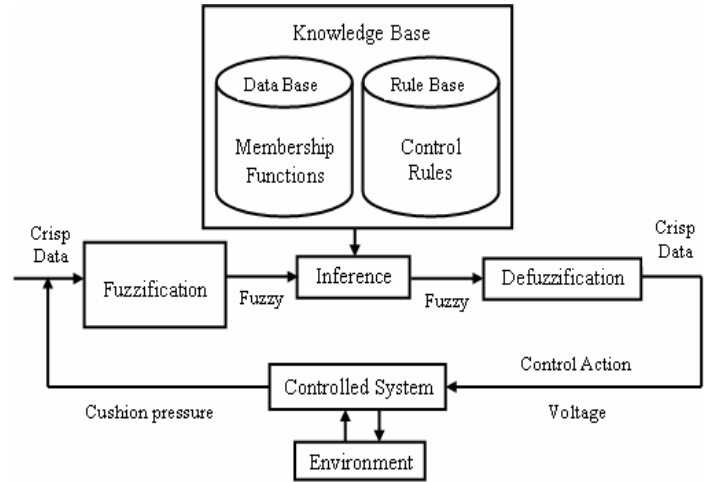 Knowledge Base
Data Base
Rule Base
Membership
Functions
Control
Rules
Crisp
Data
Crisp
Data
Fuzzification
Fuzzy
Inference
Fuzzy
Defuzzification
Control Action
Controlled System
Cushion pressure
Voltage
Environment